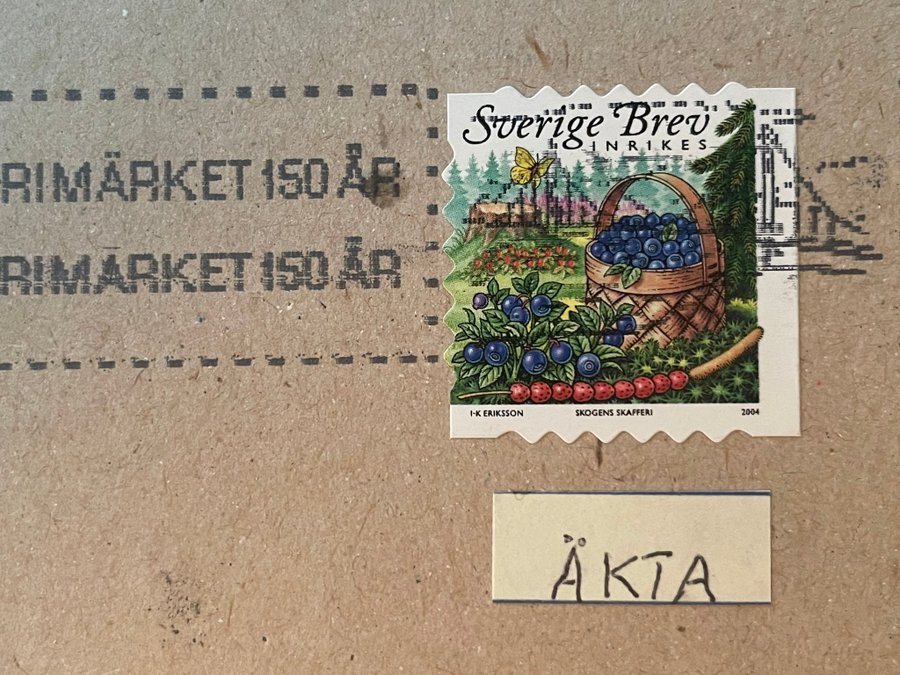 Sverige Brev
INRIKES
RIMÄRKET 150 ÅR
RIMÄRKET 150 ÅR
I-K ERIKSSON SKOGENS SKAFFERI 2004
ÄKTA